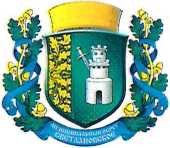 муниципальный округ
СВЕТЛАНОВСКОЕ